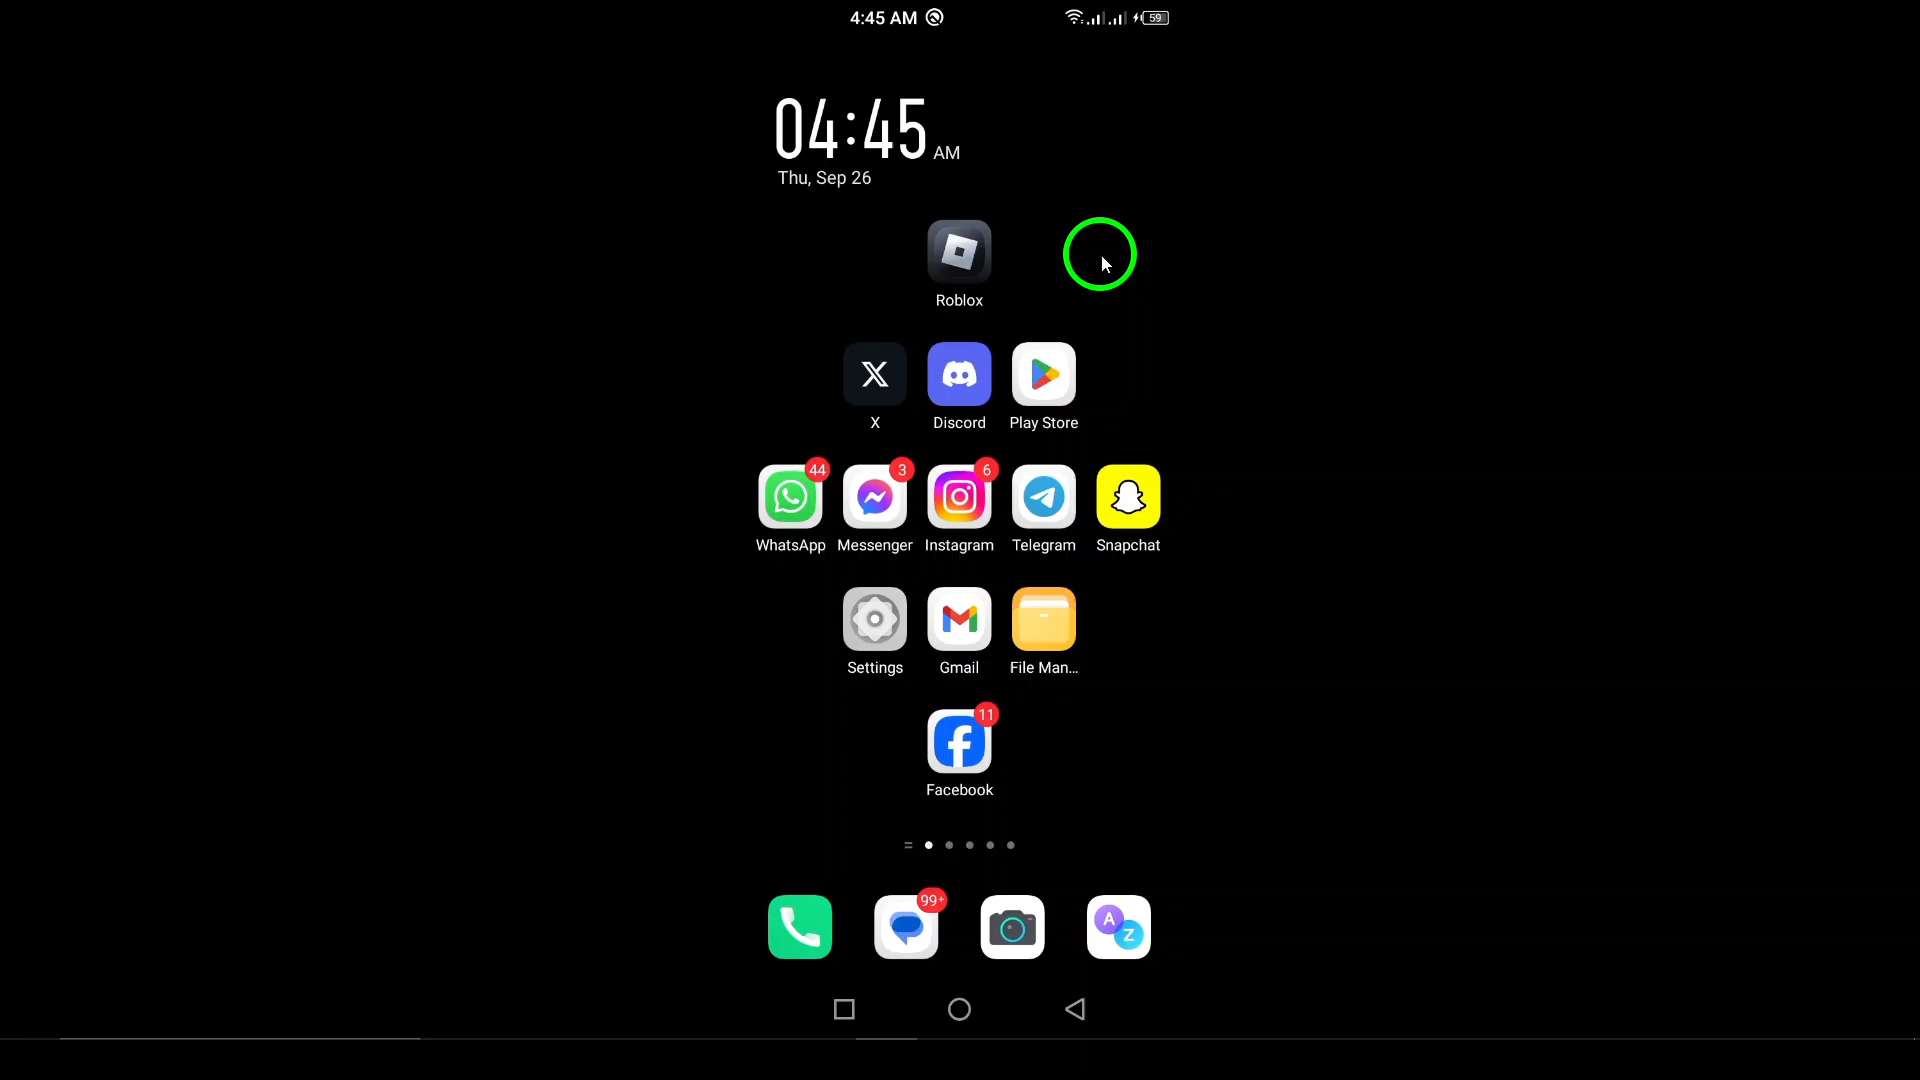 4:45 AM 59
04:45 AM
Thu, Sep 26
Roblox
X Discord Play Store
44 3 6
WhatsApp Messenger Instagram Telegram Snapchat
Settings Gmail File Man...
11
Facebook
99+
A Z